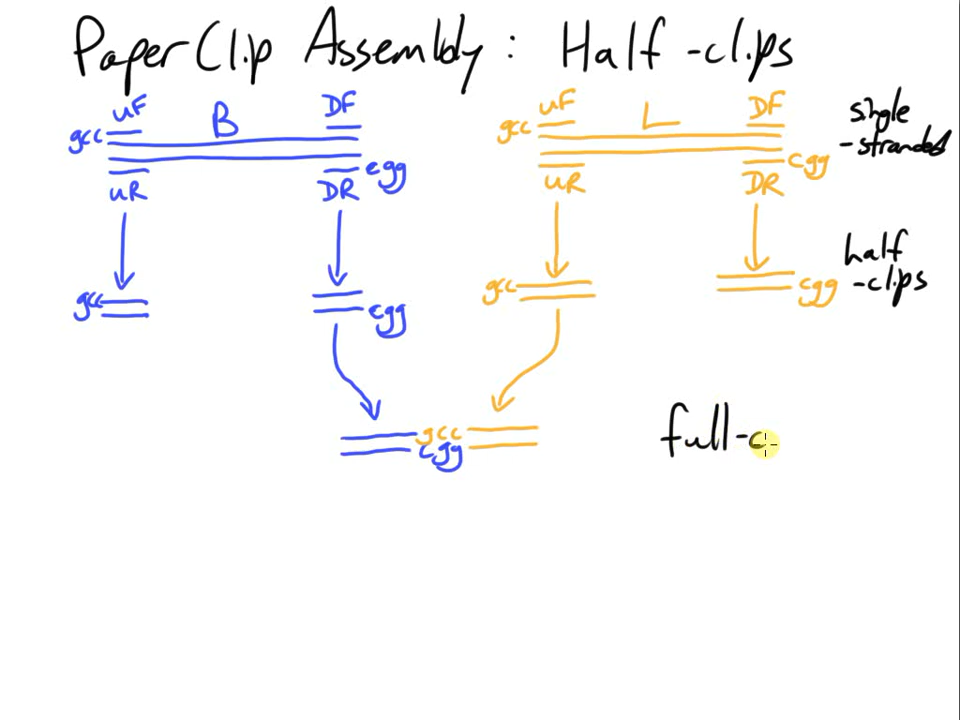 PaperClip Assembly: Half-clips
uF B DF uF L DF single
gcc gcc -stranded
cgg cgg
uR DR uR DR
half
gcc cgg gcc cgg -clips
gcc full-c
cgg